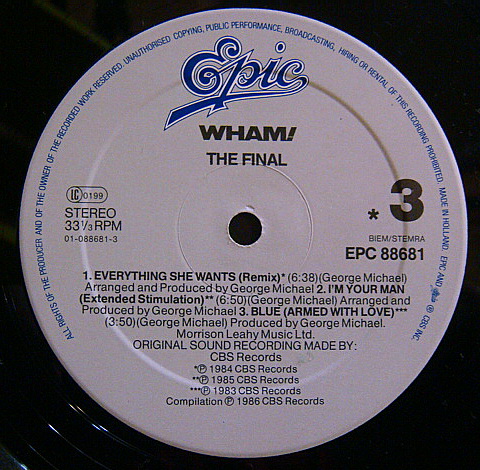 ALL RIGHTS OF THE PRODUCER AND OF THE OWNER OF THE RECORDED WORK RESERVED. UNAUTHORISED COPYING, PUBLIC PERFORMANCE, BROADCASTING, HIRING OR RENTAL OF THIS RECORDING PROHIBITED. MADE IN HOLLAND. EPIC AND Epic ® CBS INC.
Epic
WHAM!
THE FINAL
LC 0199
STEREO
33 1/3 RPM
01-088681-3
* 3
BIEM/STEMRA
EPC 88681
1. EVERYTHING SHE WANTS (Remix)* (6:38)(George Michael)
Arranged and Produced by George Michael 2. I'M YOUR MAN
(Extended Stimulation)** (6:50)(George Michael) Arranged and
Produced by George Michael 3. BLUE (ARMED WITH LOVE)***
(3:50)(George Michael) Produced by George Michael.
Morrison Leahy Music Ltd.
ORIGINAL SOUND RECORDING MADE BY:
CBS Records
*℗ 1984 CBS Records
**℗ 1985 CBS Records
***℗ 1983 CBS Records
Compilation ℗ 1986 CBS Records